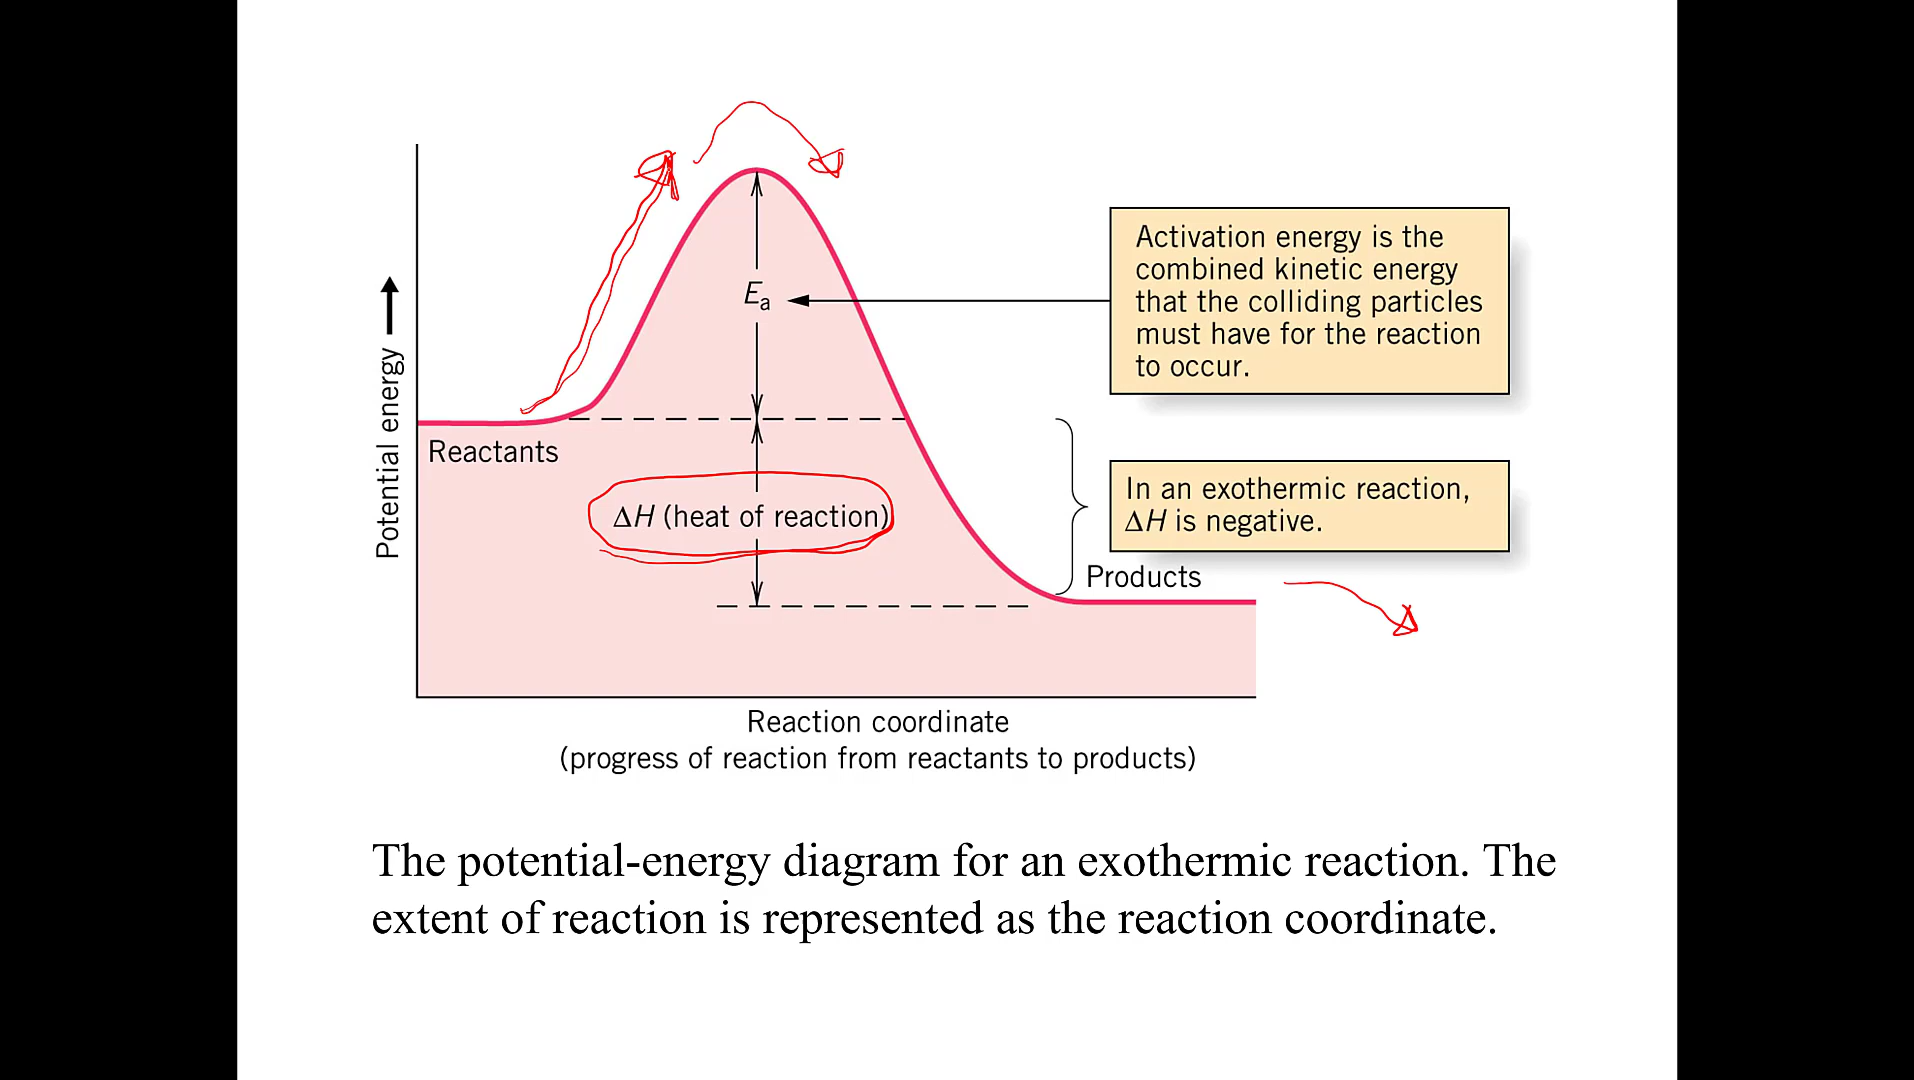 Potential energy
Activation energy is the
combined kinetic energy
that the colliding particles
must have for the reaction
to occur.
Eₐ
Reactants
ΔH (heat of reaction)
In an exothermic reaction,
ΔH is negative.
Products
Reaction coordinate
(progress of reaction from reactants to products)
The potential-energy diagram for an exothermic reaction. The
extent of reaction is represented as the reaction coordinate.